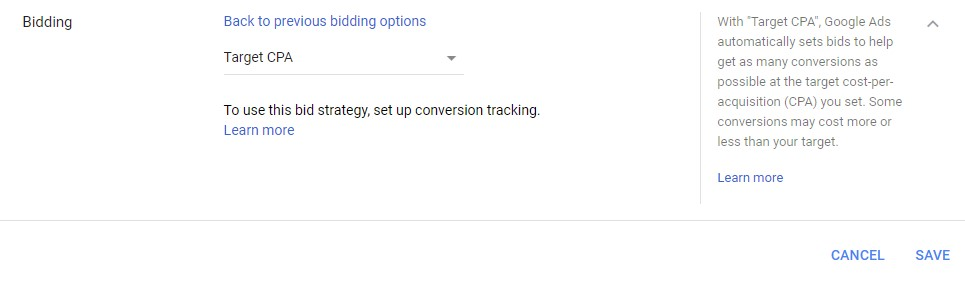 Bidding
Back to previous bidding options
Target CPA
To use this bid strategy, set up conversion tracking.
Learn more
With "Target CPA", Google Ads
automatically sets bids to help
get as many conversions as
possible at the target cost-per-
acquisition (CPA) you set. Some
conversions may cost more or
less than your target.
Learn more
CANCEL
SAVE